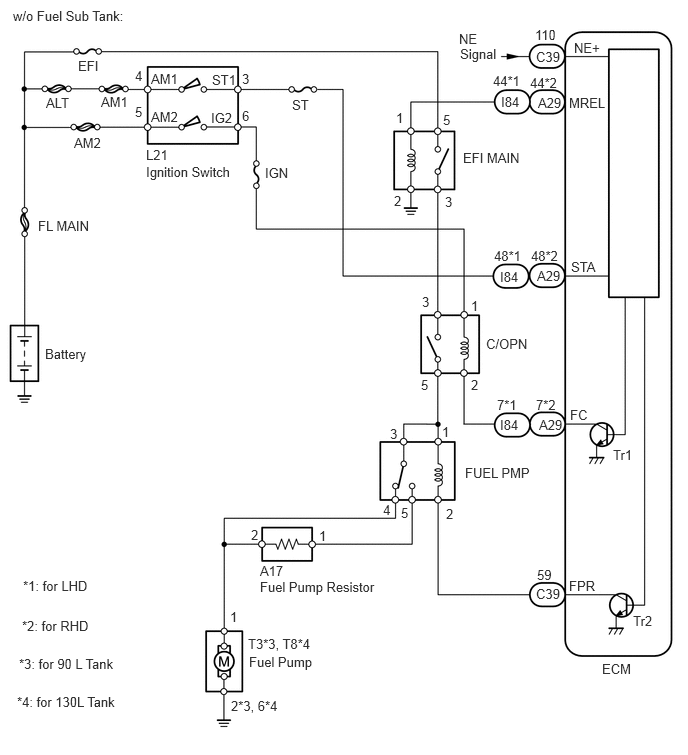 w/o Fuel Sub Tank:
NE
Signal
110
C39
NE+
EFI
4
AM1
ST1
3
ALT
AM1
ST
5
AM2
IG2
6
AM2
L21
Ignition Switch
IGN
FL MAIN
Battery
44*1
44*2
I84
A29
MREL
1
5
EFI MAIN
2
3
48*1
48*2
I84
A29
STA
3
1
C/OPN
5
2
7*1
7*2
I84
A29
FC
Tr1
3
1
FUEL PMP
4
5
2
2
1
A17
Fuel Pump Resistor
59
C39
FPR
Tr2
ECM
1
M
T3*3, T8*4
Fuel Pump
2*3, 6*4
*1: for LHD
*2: for RHD
*3: for 90 L Tank
*4: for 130L Tank